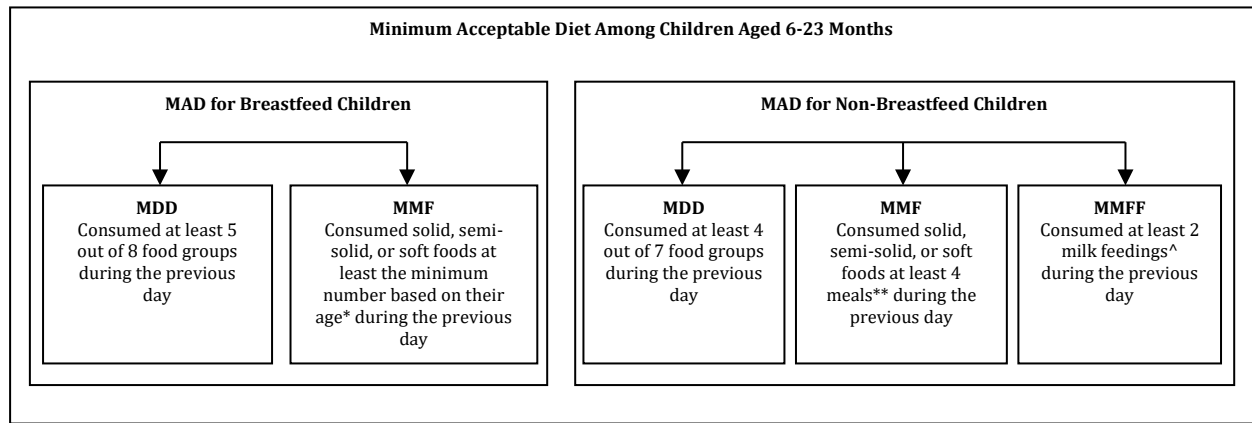 Minimum Acceptable Diet Among Children Aged 6-23 Months
MAD for Breastfeed Children
MDD
Consumed at least 5
out of 8 food groups
during the previous
day
MMF
Consumed solid, semi-
solid, or soft foods at
least the minimum
number based on their
age* during the previous
day
MAD for Non-Breastfeed Children
MDD
Consumed at least 4
out of 7 food groups
during the previous
day
MMF
Consumed solid,
semi-solid, or soft
foods at least 4
meals** during the
previous day
MMFF
Consumed at least 2
milk feedings^
during the previous
day